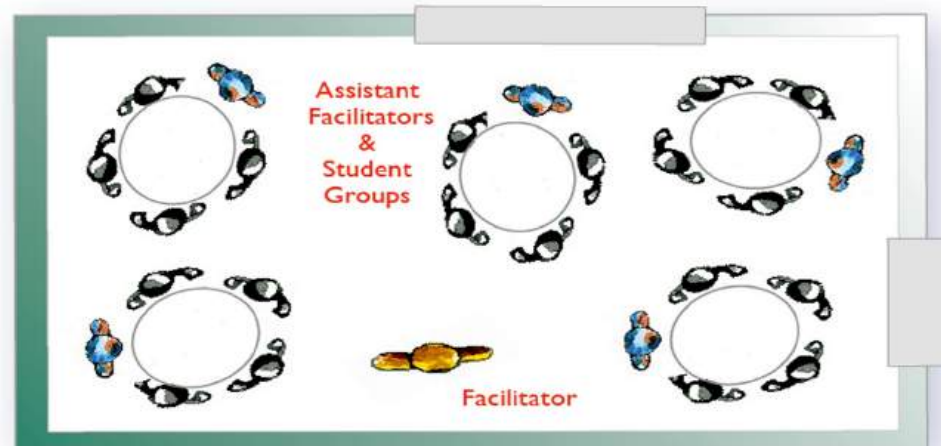 Assistant
Facilitators
&
Student
Groups
Facilitator